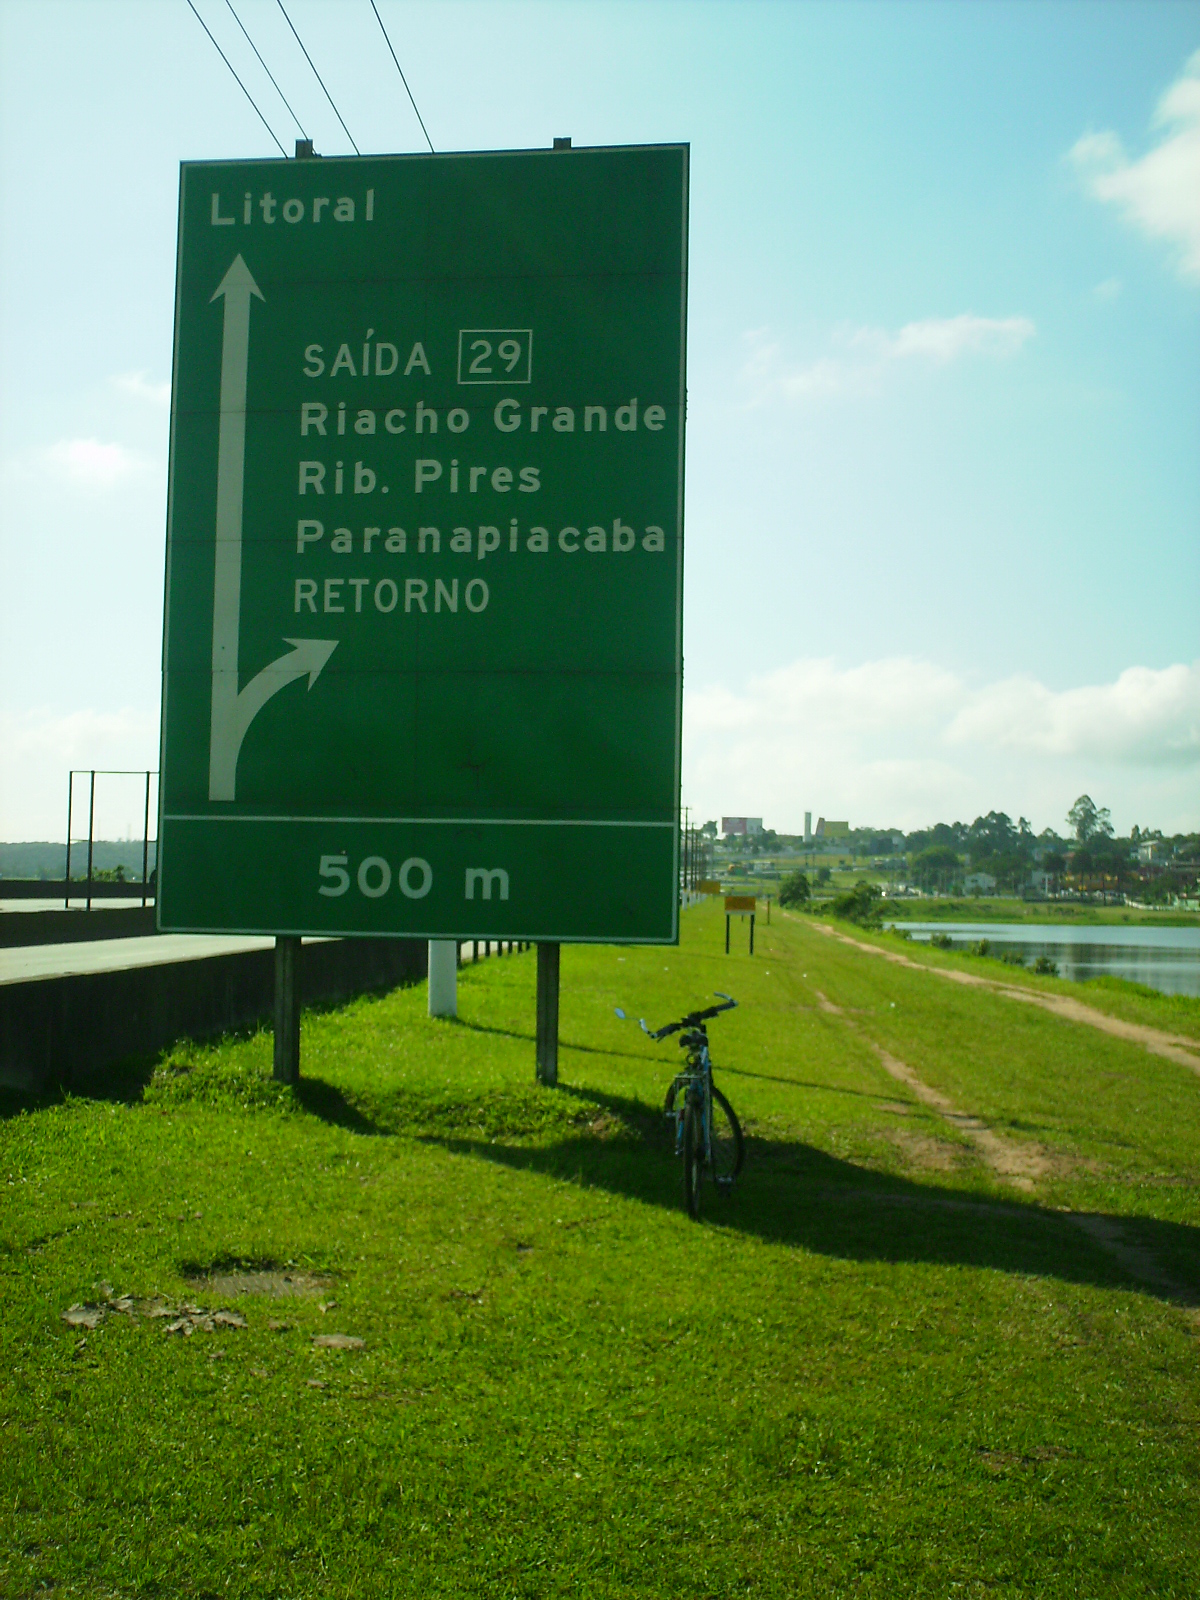 Litoral
SAÍDA 29
Riacho Grande
Rib. Pires
Paranapiacaba
RETORNO
500 m